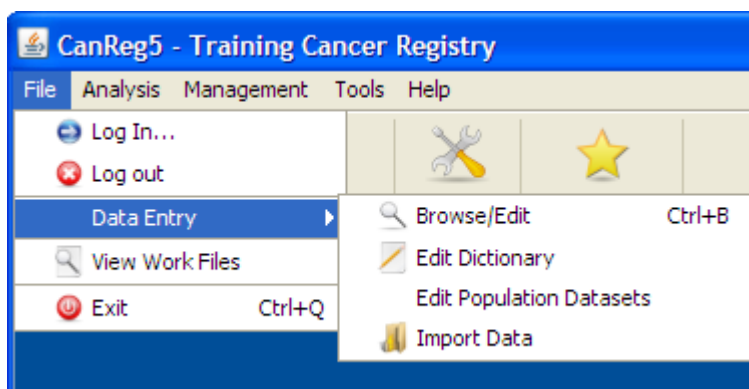 CanReg5 - Training Cancer Registry
File Analysis Management Tools Help
Log In...
Log out
Data Entry
View Work Files
Exit Ctrl+Q
Browse/Edit Ctrl+B
Edit Dictionary
Edit Population Datasets
Import Data